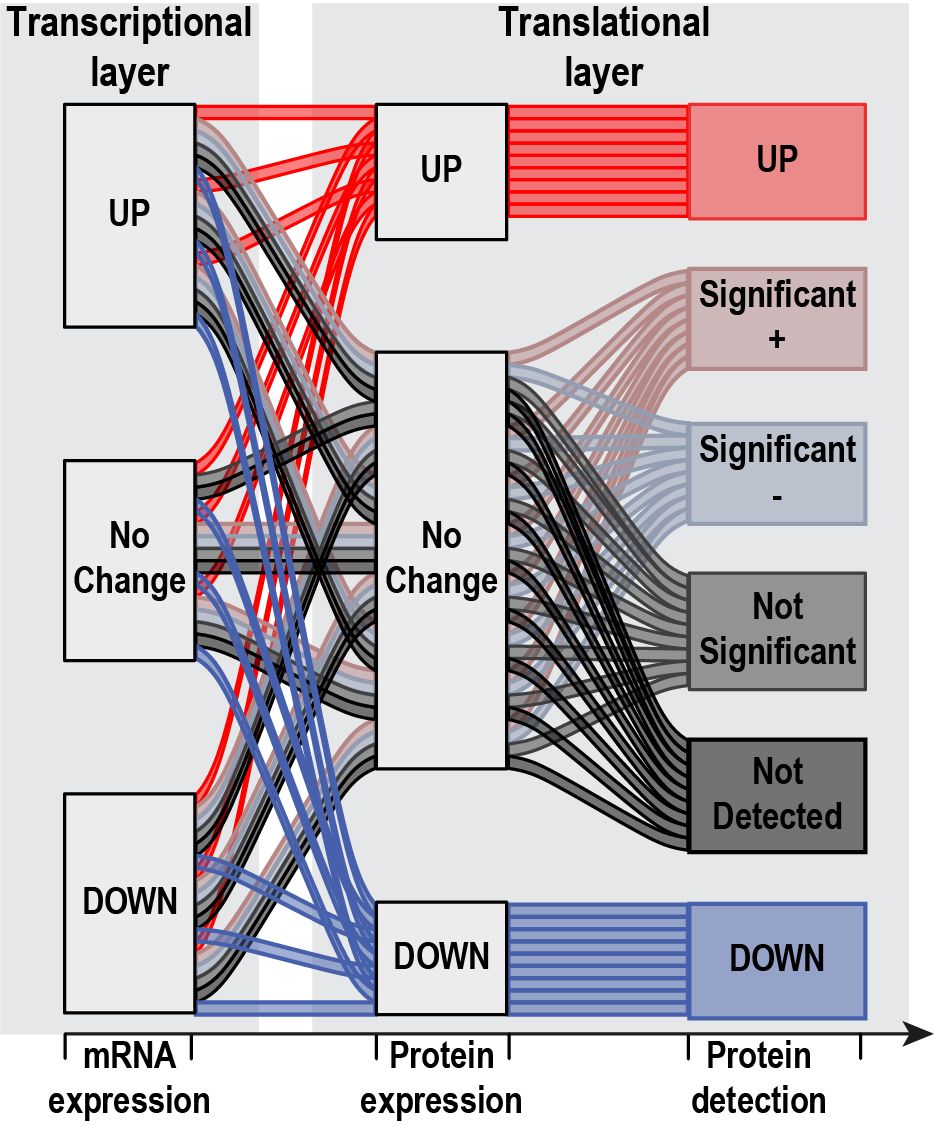 Transcriptional
layer
Translational
layer
UP
UP
UP
Significant
+
Significant
-
No
Change
No
Change
Not
Significant
Not
Detected
DOWN
DOWN
DOWN
mRNA
expression
Protein
expression
Protein
detection